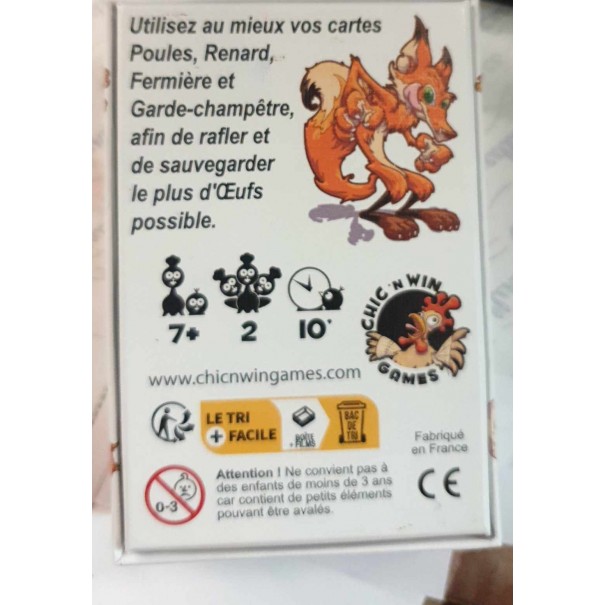 Utilisez au mieux vos cartes
Poules, Renard,
Fermière et
Garde-champêtre,
afin de rafler et
de sauvegarder
le plus d'Œufs
possible.
7+ 2 10'
CHIC 'N WIN
GAMES
www.chicnwingames.com
LE TRI
+ FACILE
BAC
DE
TRI
Fabriqué
en France
0-3
Attention ! Ne convient pas à
des enfants de moins de 3 ans
car contient de petits éléments
pouvant être avalés.
CE